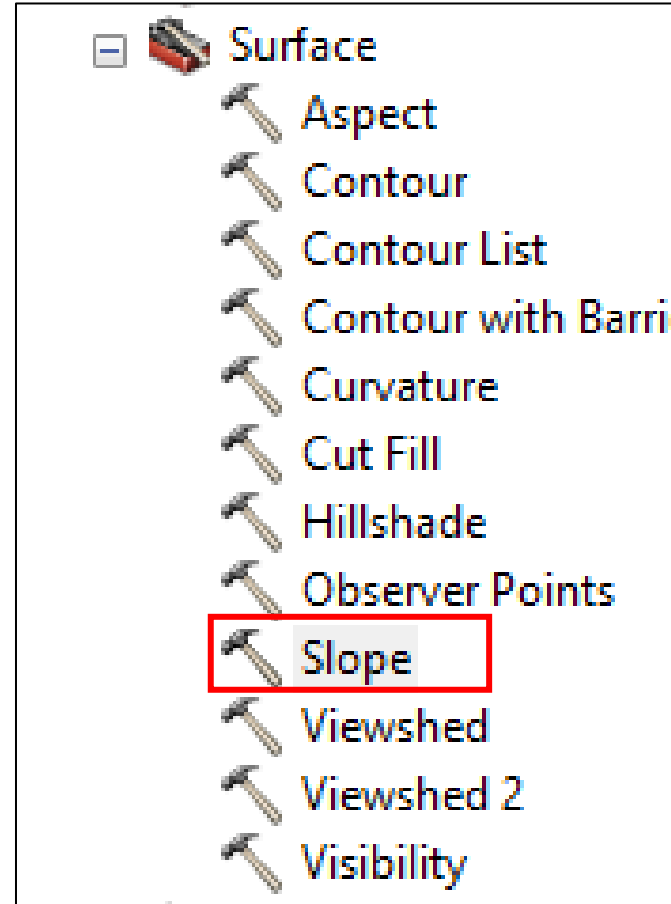 Surface
Aspect
Contour
Contour List
Contour with Barri
Curvature
Cut Fill
Hillshade
Observer Points
Slope
Viewshed
Viewshed 2
Visibility